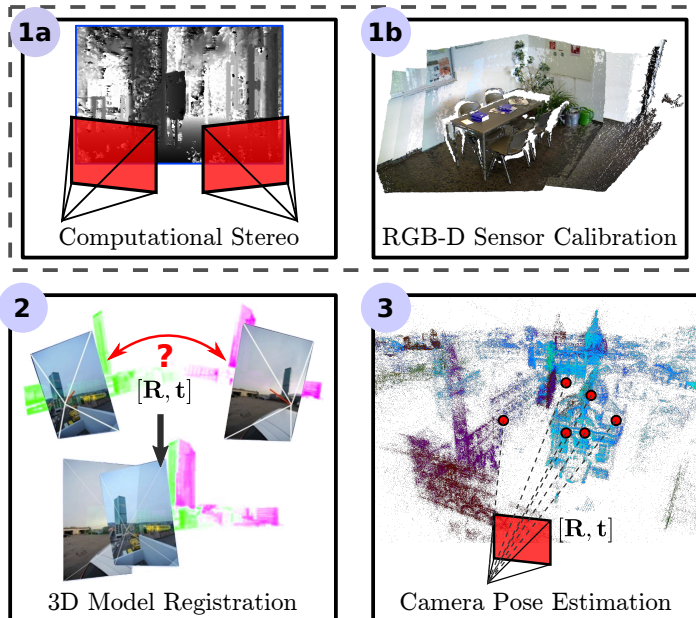 1a
Computational Stereo
1b
RGB-D Sensor Calibration
2
?
[R, t]
3D Model Registration
3
[R, t]
Camera Pose Estimation